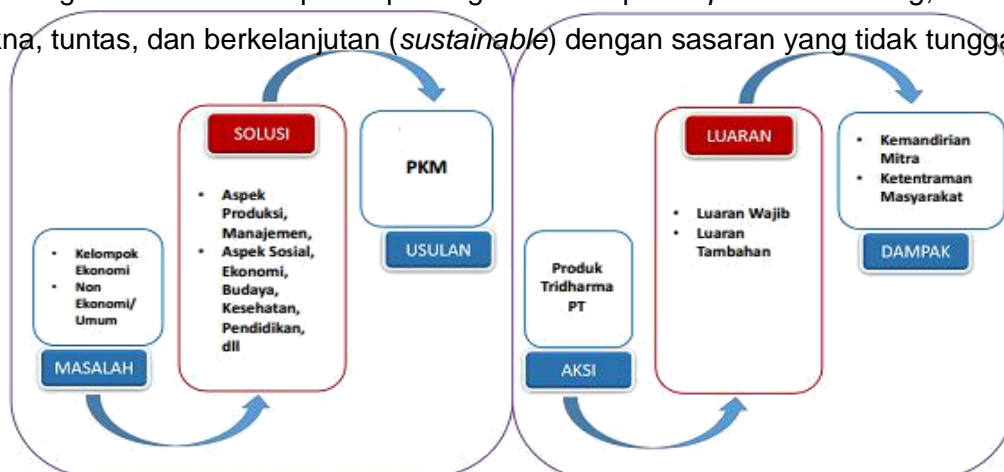 kna, tuntas, dan berkelanjutan (sustainable) dengan sasaran yang tidak tungga
MASALAH
• Kelompok
Ekonomi
• Non
Ekonomi/
Umum
SOLUSI
• Aspek
Produksi,
Manajemen,
• Aspek Sosial,
Ekonomi,
Budaya,
Kesehatan,
Pendidikan,
dll
PKM
USULAN
Produk
Tridharma
PT
AKSI
LUARAN
• Luaran Wajib
• Luaran
Tambahan
• Kemandirian
Mitra
• Ketentraman
Masyarakat
DAMPAK